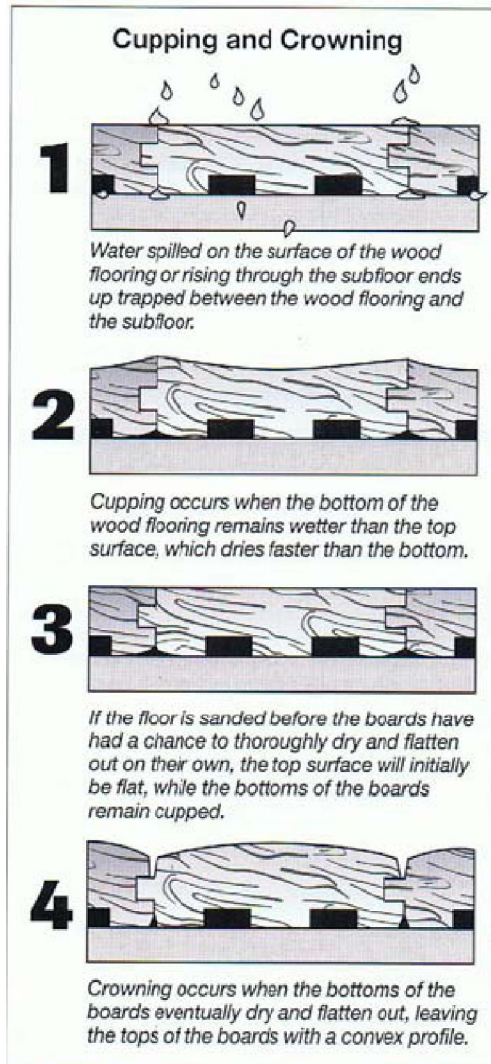 Cupping and Crowning
1
Water spilled on the surface of the wood
flooring or rising through the subfloor ends
up trapped between the wood flooring and
the subfloor.
2
Cupping occurs when the bottom of the
wood flooring remains wetter than the top
surface, which dries faster than the bottom.
3
If the floor is sanded before the boards have
had a chance to thoroughly dry and flatten
out on their own, the top surface will initially
be flat, while the bottoms of the boards
remain cupped.
4
Crowning occurs when the bottoms of the
boards eventually dry and flatten out, leaving
the tops of the boards with a convex profile.